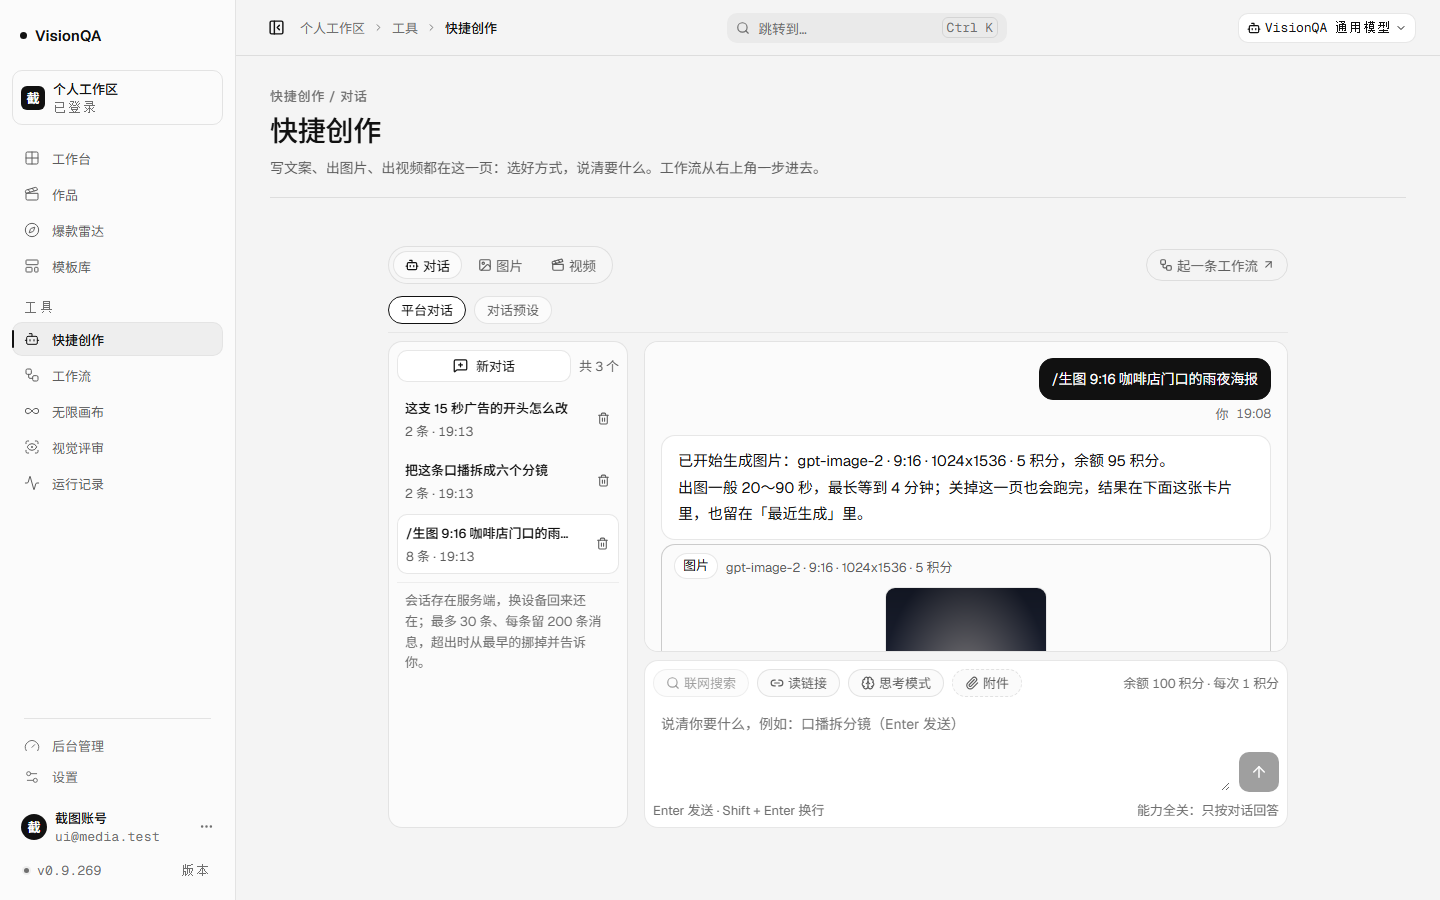 VisionQA
截
个人工作区
已登录
工作台
作品
爆款雷达
模板库
工具
快捷创作
工作流
无限画布
视觉评审
运行记录
后台管理
设置
截
截图账号
ui@media.test
v0.9.269
版本
个人工作区
工具
快捷创作
跳转到...
Ctrl K
VisionQA 通用模型
快捷创作 / 对话
快捷创作
写文案、出图片、出视频都在这一页：选好方式，说清要什么。工作流从右上角一步进去。
对话
图片
视频
起一条工作流
平台对话
对话预设
新对话
共 3 个
这支 15 秒广告的开头怎么改
2 条 · 19:13
把这条口播拆成六个分镜
2 条 · 19:13
/生图 9:16 咖啡店门口的雨...
8 条 · 19:13
会话存在服务端，换设备回来还
在；最多 30 条、每条留 200 条消
息，超出时从最早的挪掉并告诉
你。
/生图 9:16 咖啡店门口的雨夜海报
你 19:08
已开始生成图片：gpt-image-2 · 9:16 · 1024x1536 · 5 积分，余额 95 积分。
出图一般 20～90 秒，最长等到 4 分钟；关掉这一页也会跑完，结果在下面这张卡片
里，也留在「最近生成」里。
图片
gpt-image-2 · 9:16 · 1024x1536 · 5 积分
联网搜索
读链接
思考模式
附件
余额 100 积分 · 每次 1 积分
说清你要什么，例如：口播拆分镜（Enter 发送）
Enter 发送 · Shift + Enter 换行
能力全关：只按对话回答